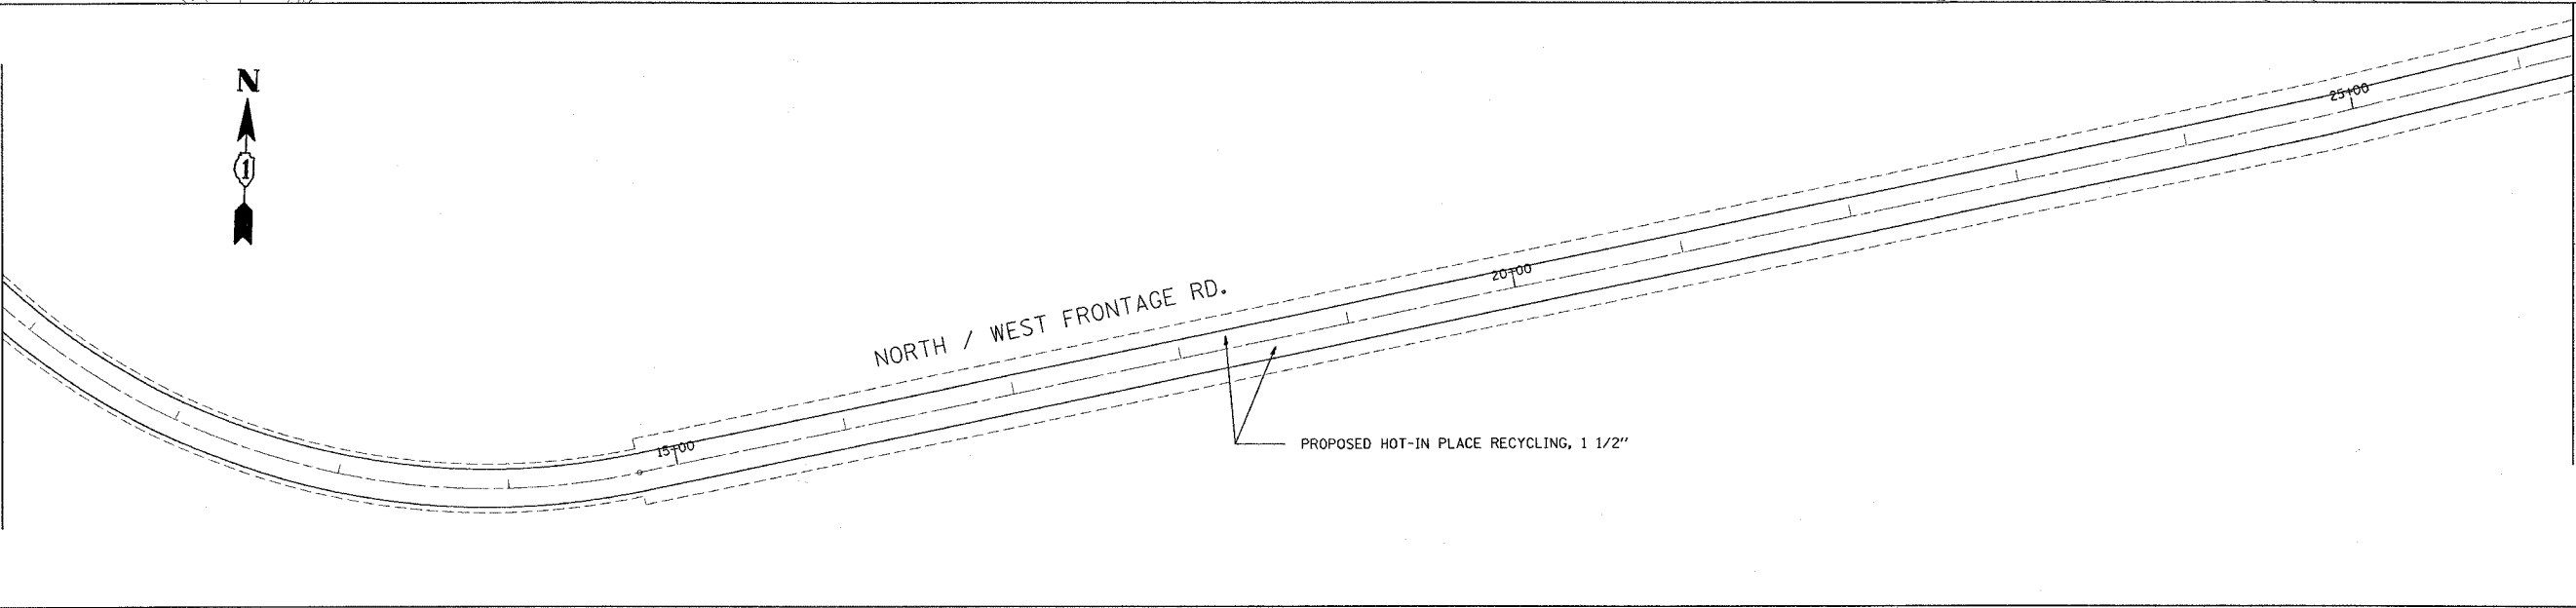 N
1
25+00
20+00
NORTH / WEST FRONTAGE RD.
15+00
PROPOSED HOT-IN PLACE RECYCLING, 1 1/2"